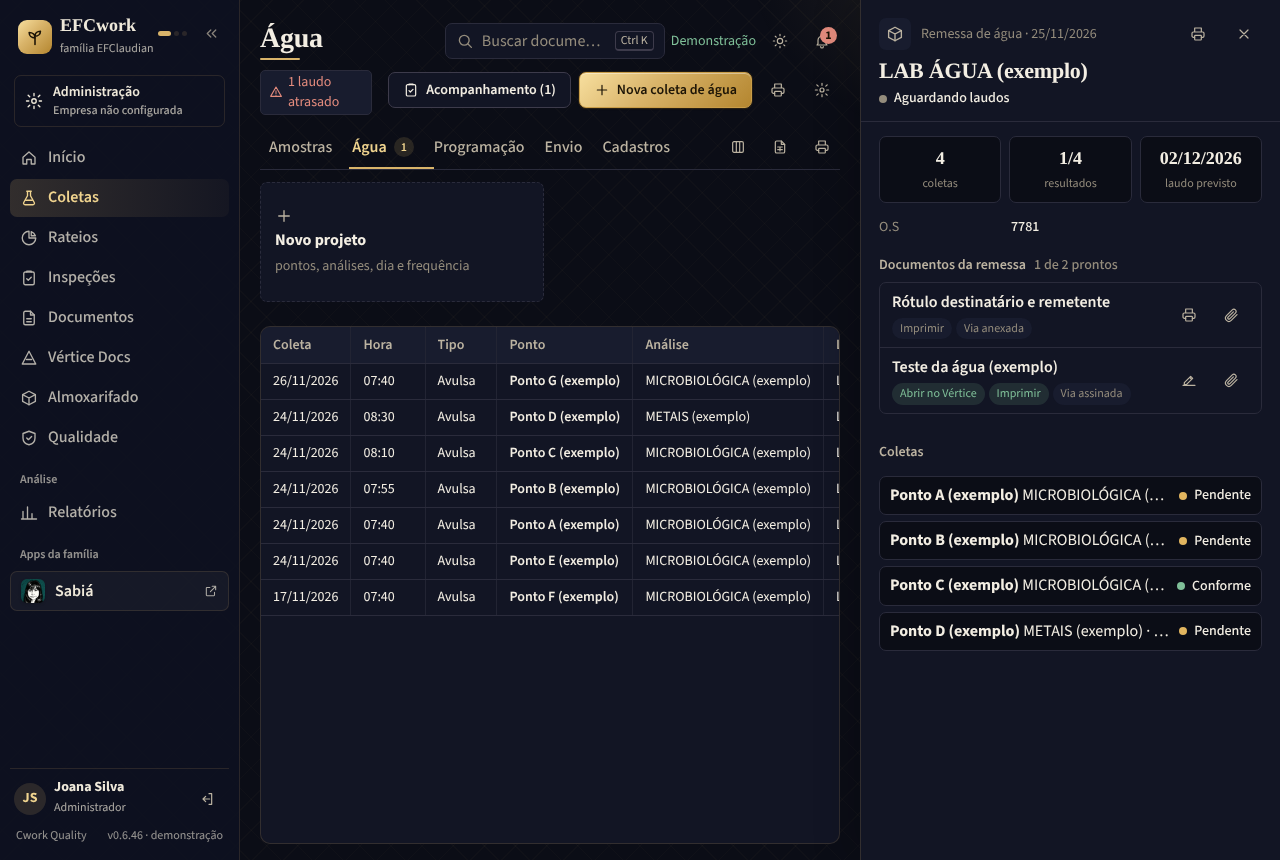 EFCwork
família EFClaudian
Administração
Empresa não configurada
Início
Coletas
Rateios
Inspeções
Documentos
Vértice Docs
Almoxarifado
Qualidade
Análise
Relatórios
Apps da família
Sabiá
JS
Joana Silva
Administrador
Cwork Quality v0.6.46 · demonstração
Água
Buscar docume… Ctrl K Demonstração 1
1 laudo
atrasado
Acompanhamento (1)
Nova coleta de água
Amostras Água 1 Programação Envio Cadastros
Novo projeto
pontos, análises, dia e frequência
Coleta Hora Tipo Ponto Análise
26/11/2026 07:40 Avulsa Ponto G (exemplo) MICROBIOLÓGICA (exemplo)
24/11/2026 08:30 Avulsa Ponto D (exemplo) METAIS (exemplo)
24/11/2026 08:10 Avulsa Ponto C (exemplo) MICROBIOLÓGICA (exemplo)
24/11/2026 07:55 Avulsa Ponto B (exemplo) MICROBIOLÓGICA (exemplo)
24/11/2026 07:40 Avulsa Ponto A (exemplo) MICROBIOLÓGICA (exemplo)
24/11/2026 07:40 Avulsa Ponto E (exemplo) MICROBIOLÓGICA (exemplo)
17/11/2026 07:40 Avulsa Ponto F (exemplo) MICROBIOLÓGICA (exemplo)
Remessa de água · 25/11/2026
LAB ÁGUA (exemplo)
Aguardando laudos
4 1/4 02/12/2026
coletas resultados laudo previsto
O.S 7781
Documentos da remessa 1 de 2 prontos
Rótulo destinatário e remetente
Imprimir Via anexada
Teste da água (exemplo)
Abrir no Vértice Imprimir Via assinada
Coletas
Ponto A (exemplo) MICROBIOLÓGICA (… Pendente
Ponto B (exemplo) MICROBIOLÓGICA (… Pendente
Ponto C (exemplo) MICROBIOLÓGICA (… Conforme
Ponto D (exemplo) METAIS (exemplo) · … Pendente